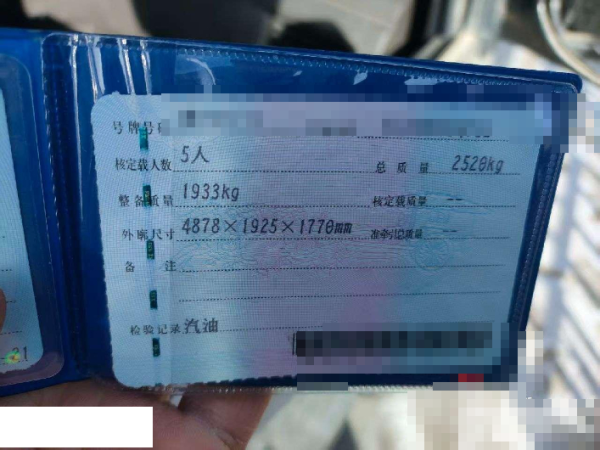 号牌号码
核定载人数 5人 总质量 2528kg
整备质量 1933kg 核定载质量 --
外廓尺寸 4878×1925×1770mm 准牵引总质量 --
备注
检验记录 汽油
21